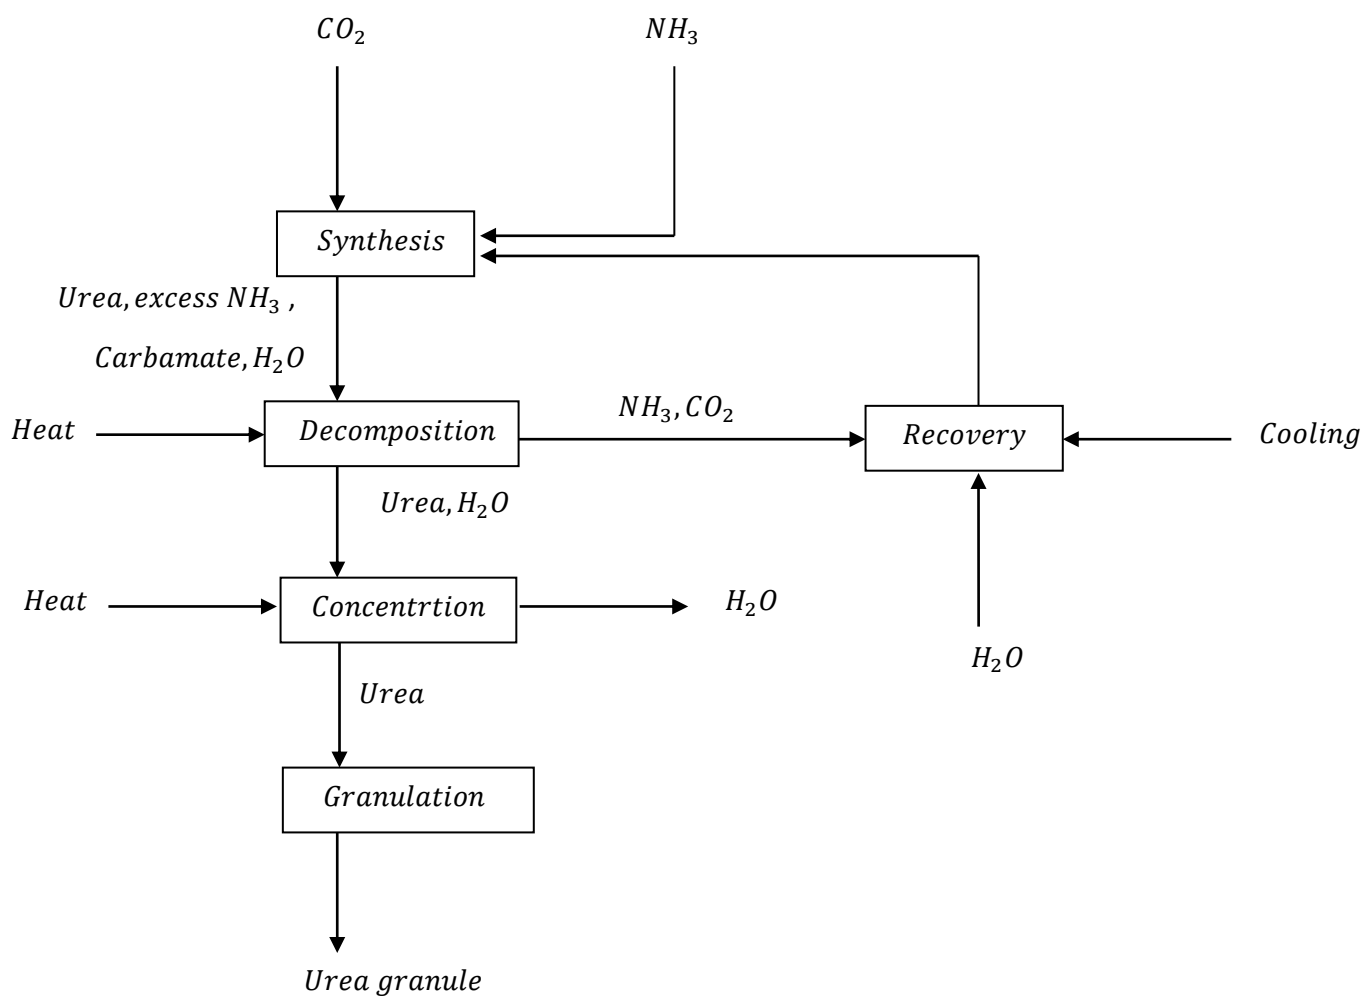 CO₂
NH₃
Synthesis
Urea, excess NH₃ ,
Carbamate, H₂O
Heat
Decomposition
NH₃, CO₂
Recovery
Cooling
Urea, H₂O
Heat
Concentrtion
H₂O
H₂O
Urea
Granulation
Urea granule